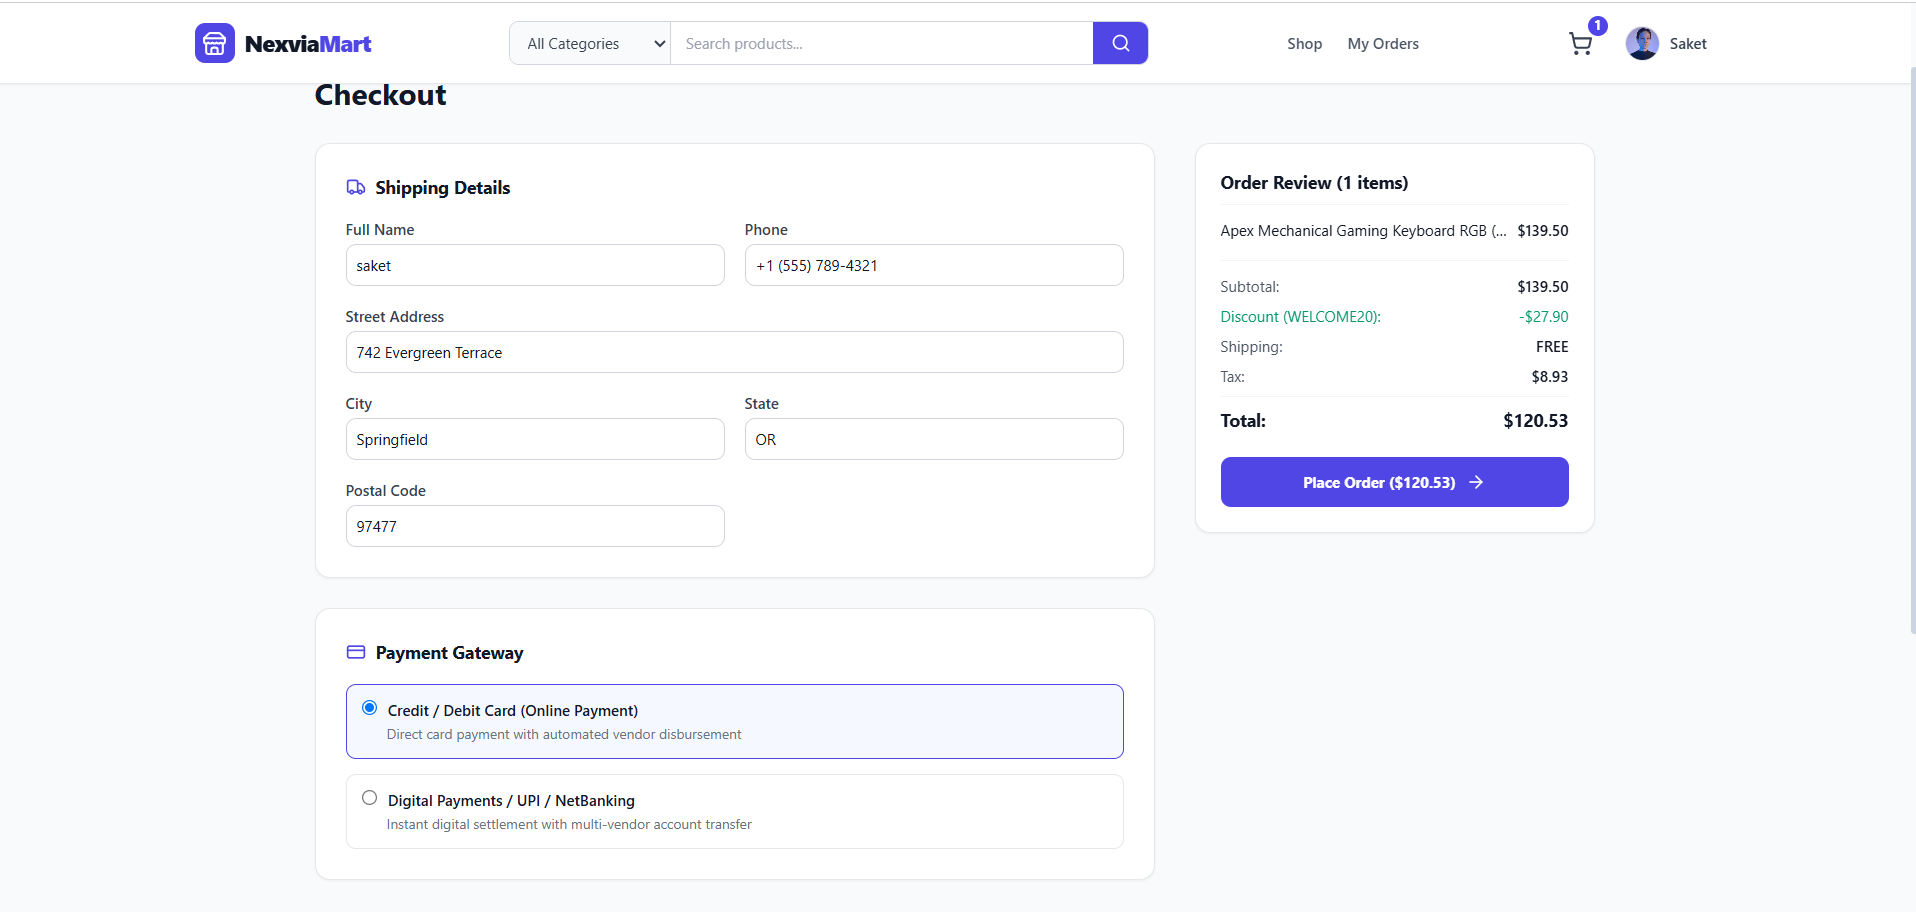 NexviaMart
All Categories
Search products...
Shop
My Orders
1
Saket
Checkout
Shipping Details
Full Name
saket
Phone
+1 (555) 789-4321
Street Address
742 Evergreen Terrace
City
Springfield
State
OR
Postal Code
97477
Payment Gateway
Credit / Debit Card (Online Payment)
Direct card payment with automated vendor disbursement
Digital Payments / UPI / NetBanking
Instant digital settlement with multi-vendor account transfer
Order Review (1 items)
Apex Mechanical Gaming Keyboard RGB (... $139.50
Subtotal: $139.50
Discount (WELCOME20): -$27.90
Shipping: FREE
Tax: $8.93
Total: $120.53
Place Order ($120.53) →